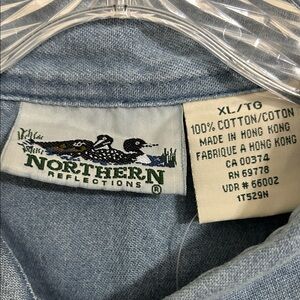 NORTHERN
REFLECTIONS ®
XL/TG
100% COTTON/COTON
MADE IN HONG KONG
FABRIQUE A HONG KONG
CA 00374
RN 69778
VDR # 66002
1T529N